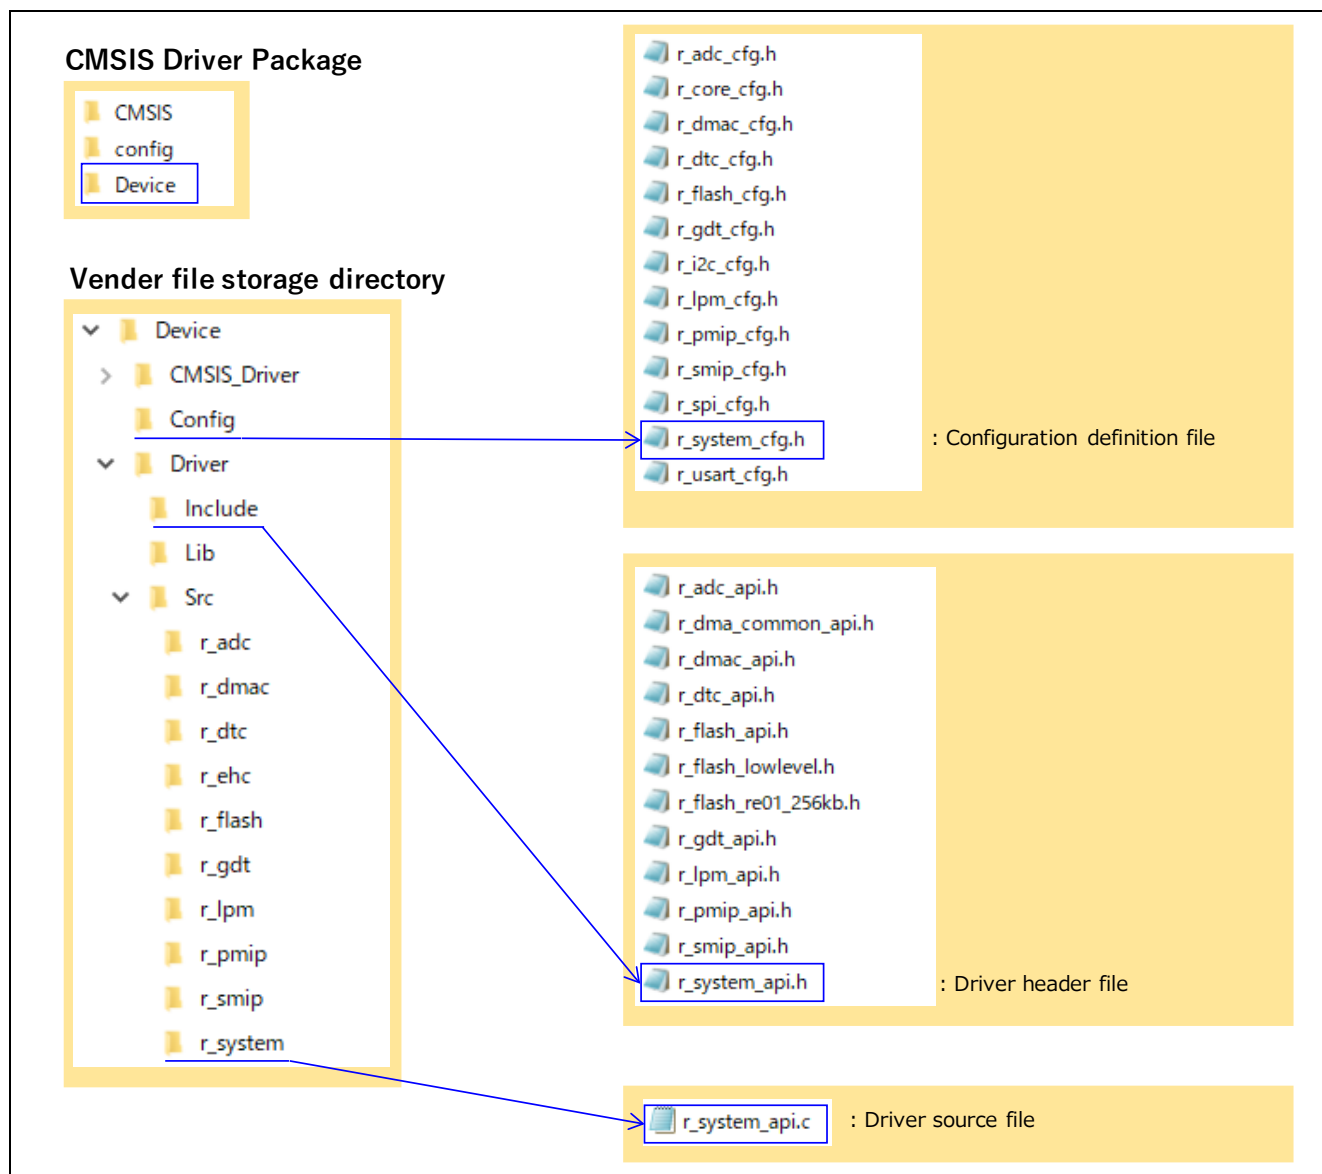 CMSIS Driver Package
CMSIS
config
Device
Vender file storage directory
Device
CMSIS_Driver
Config
Driver
Include
Lib
Src
r_adc
r_dmac
r_dtc
r_ehc
r_flash
r_gdt
r_lpm
r_pmip
r_smip
r_system
r_adc_cfg.h
r_core_cfg.h
r_dmac_cfg.h
r_dtc_cfg.h
r_flash_cfg.h
r_gdt_cfg.h
r_i2c_cfg.h
r_lpm_cfg.h
r_pmip_cfg.h
r_smip_cfg.h
r_spi_cfg.h
r_system_cfg.h : Configuration definition file
r_usart_cfg.h
r_adc_api.h
r_dma_common_api.h
r_dmac_api.h
r_dtc_api.h
r_flash_api.h
r_flash_lowlevel.h
r_flash_re01_256kb.h
r_gdt_api.h
r_lpm_api.h
r_pmip_api.h
r_smip_api.h
r_system_api.h : Driver header file
r_system_api.c : Driver source file